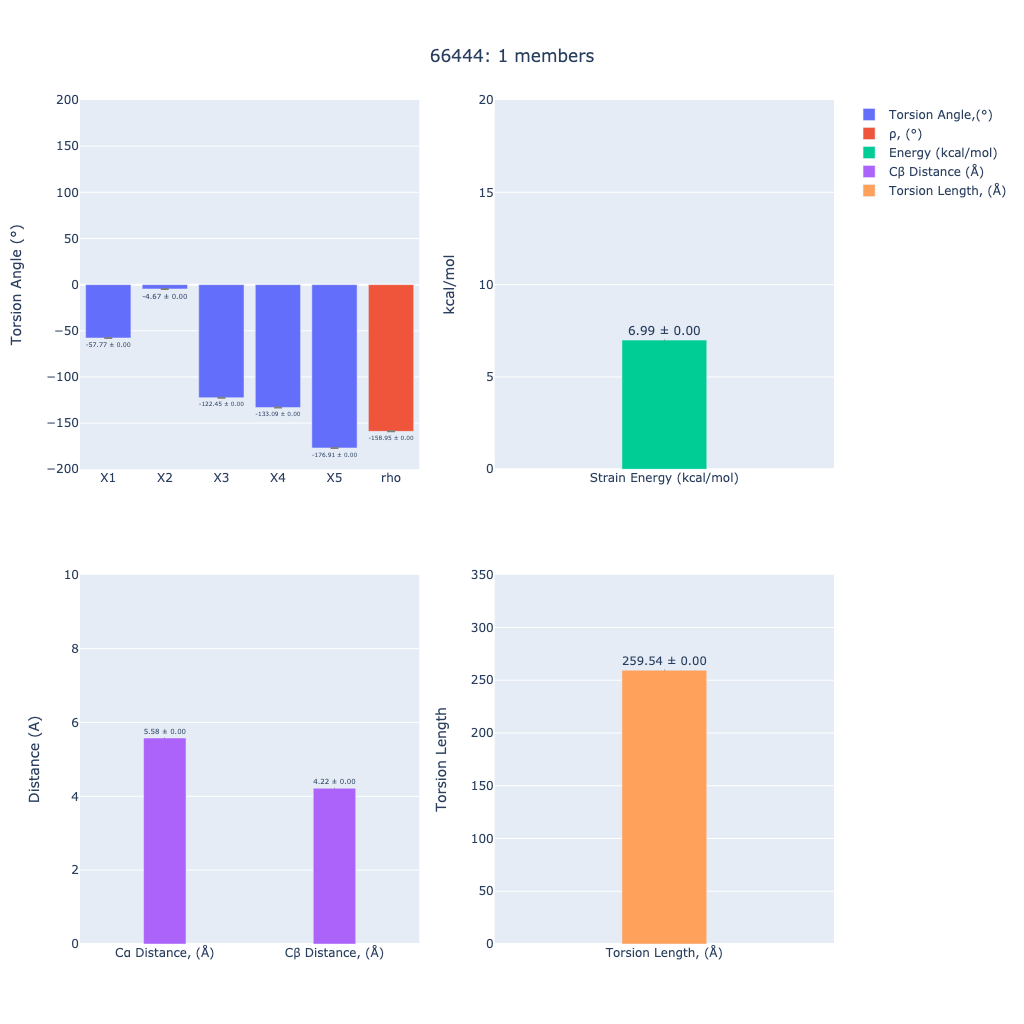 66444: 1 members
200
150
100
50
0
−50
−100
−150
−200
Torsion Angle (°)
-57.77 ± 0.00
-4.67 ± 0.00
-122.45 ± 0.00
-133.09 ± 0.00
-176.91 ± 0.00
-158.95 ± 0.00
X1 X2 X3 X4 X5 rho
20
15
10
5
0
kcal/mol
6.99 ± 0.00
Strain Energy (kcal/mol)
Torsion Angle,(°)
ρ, (°)
Energy (kcal/mol)
Cβ Distance (Å)
Torsion Length, (Å)
10
8
6
4
2
0
Distance (A)
5.58 ± 0.00
4.22 ± 0.00
Cα Distance, (Å) Cβ Distance, (Å)
350
300
250
200
150
100
50
0
Torsion Length
259.54 ± 0.00
Torsion Length, (Å)